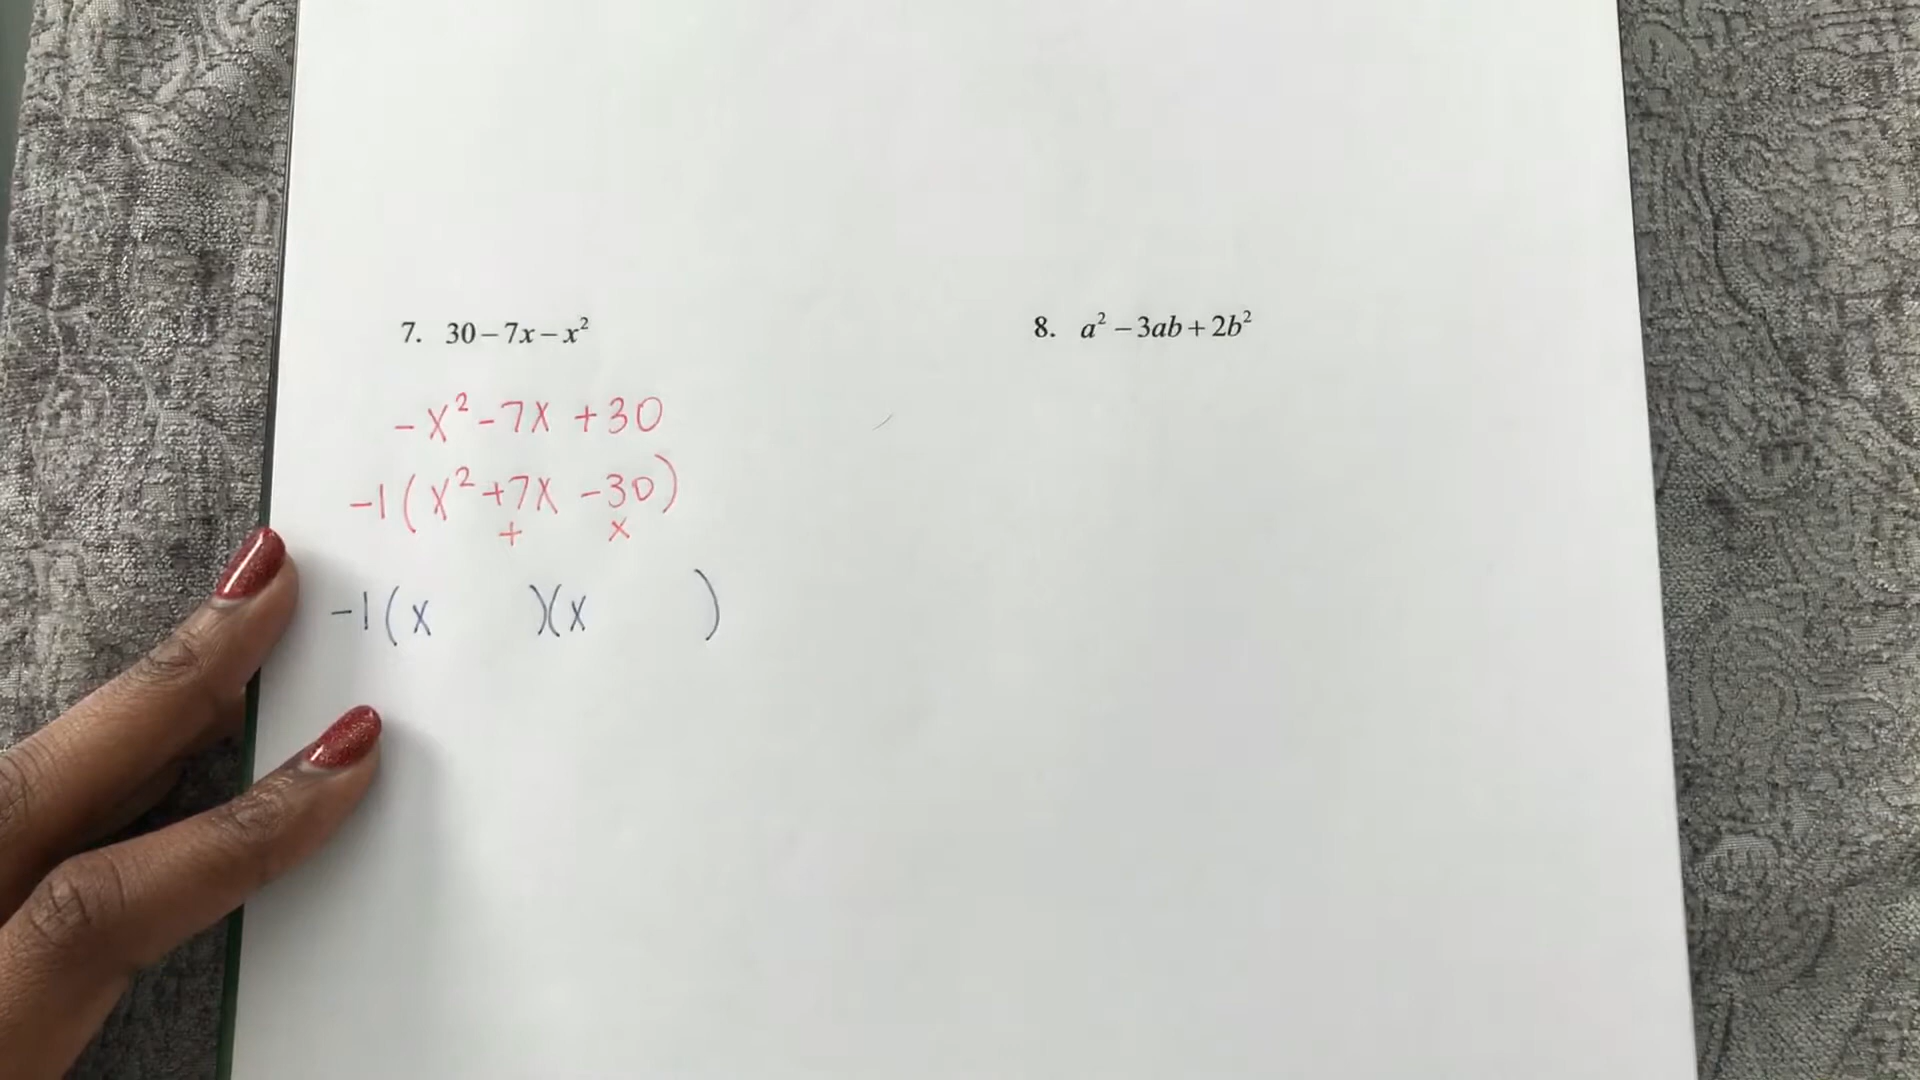 7. 30 – 7x – x²
-x² - 7x + 30
-1(x² + 7x - 30)
+ x
-1(x )(x )
8. a² – 3ab + 2b²